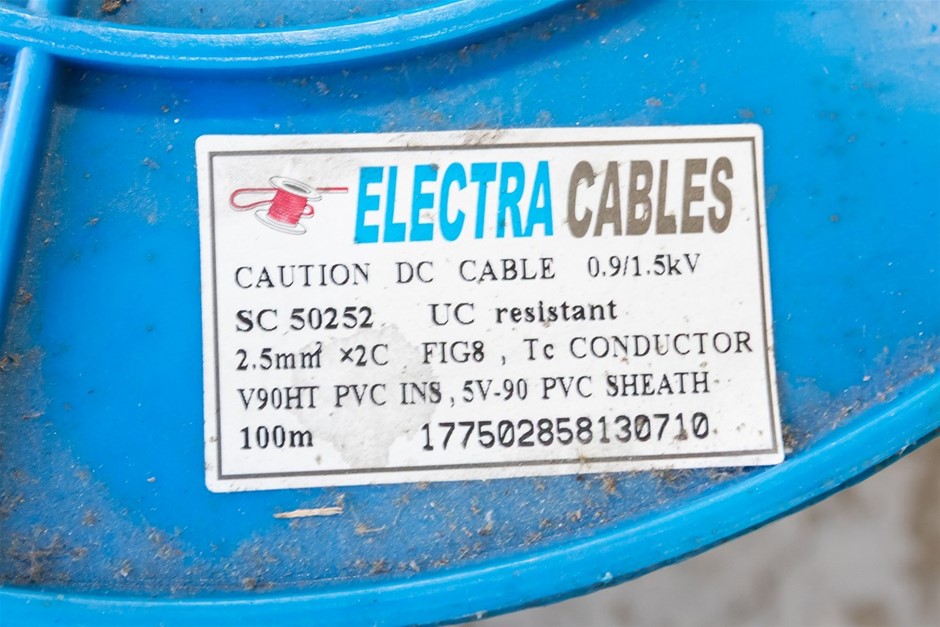 ELECTRA CABLES
CAUTION DC CABLE 0.9/1.5kV
SC 50252 UC resistant
2.5mm² ×2C FIG8 , Tc CONDUCTOR
V90HT PVC INS , 5V-90 PVC SHEATH
100m 177502858130710